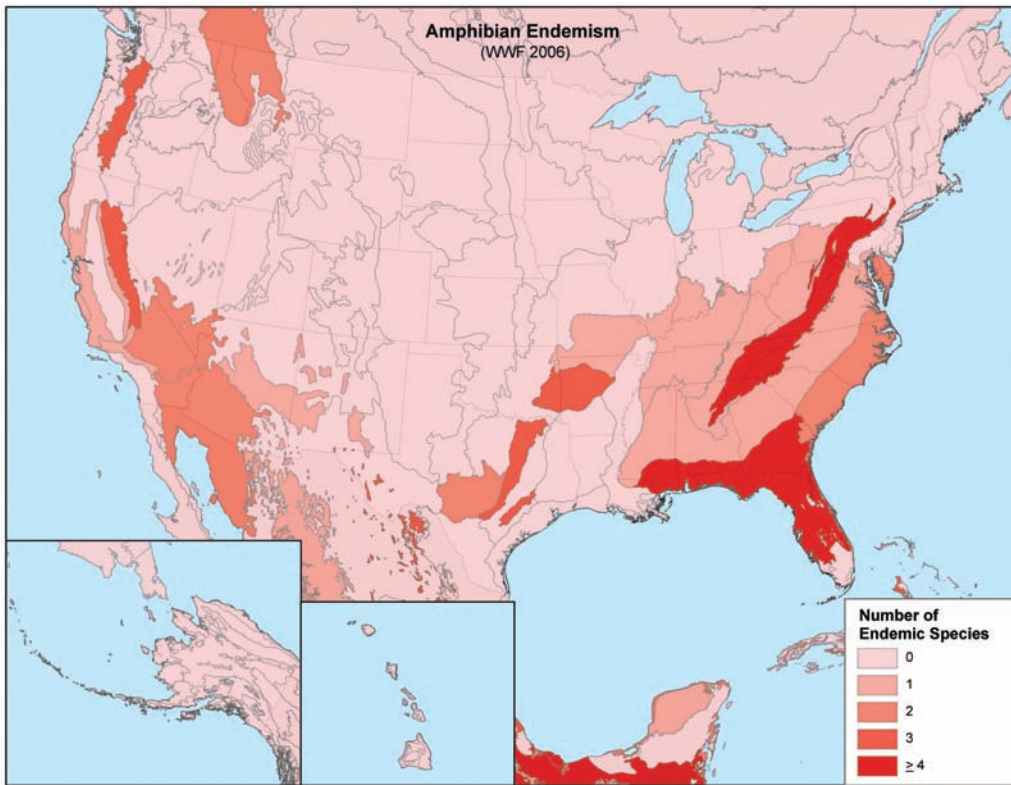 Amphibian Endemism
(WWF 2006)
Number of
Endemic Species
0
1
2
3
≥ 4